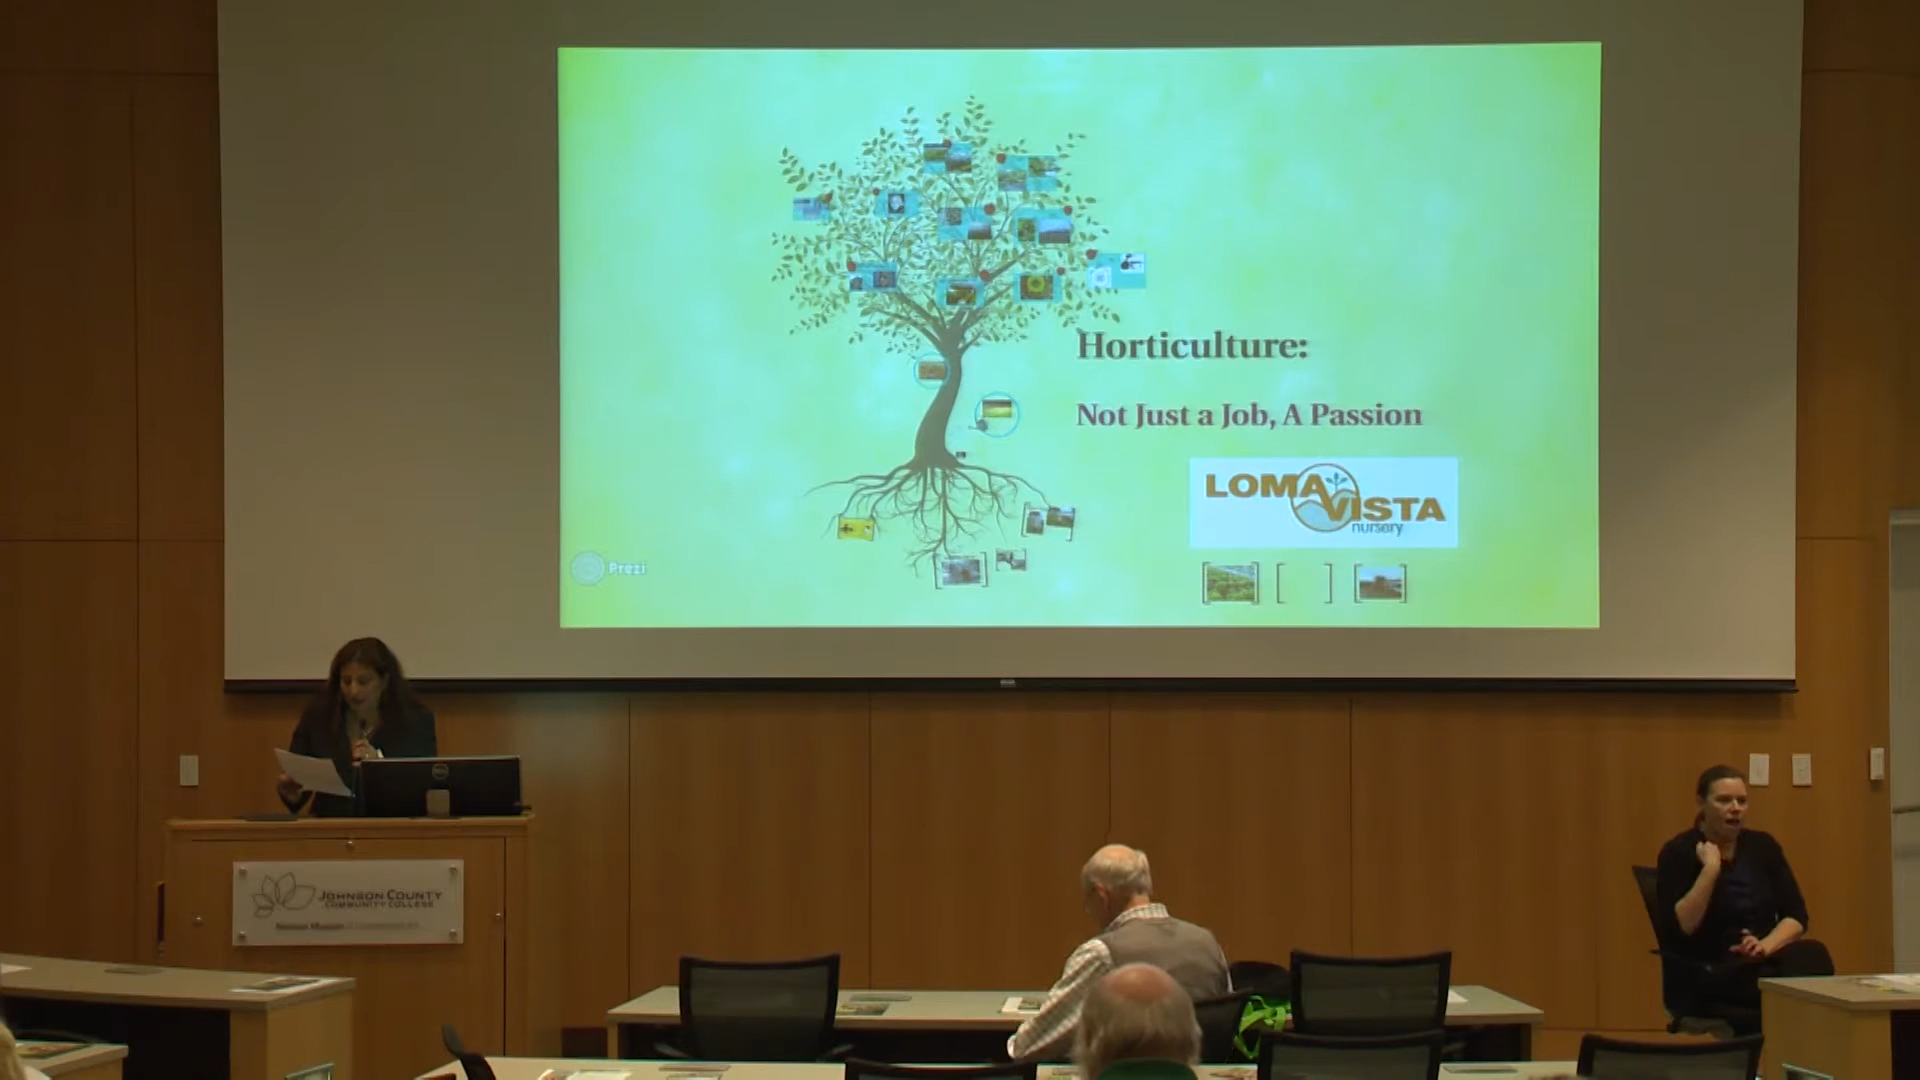 Horticulture:
Not Just a Job, A Passion
LOMA VISTA
nursery
Prezi
JOHNSON COUNTY
COMMUNITY COLLEGE